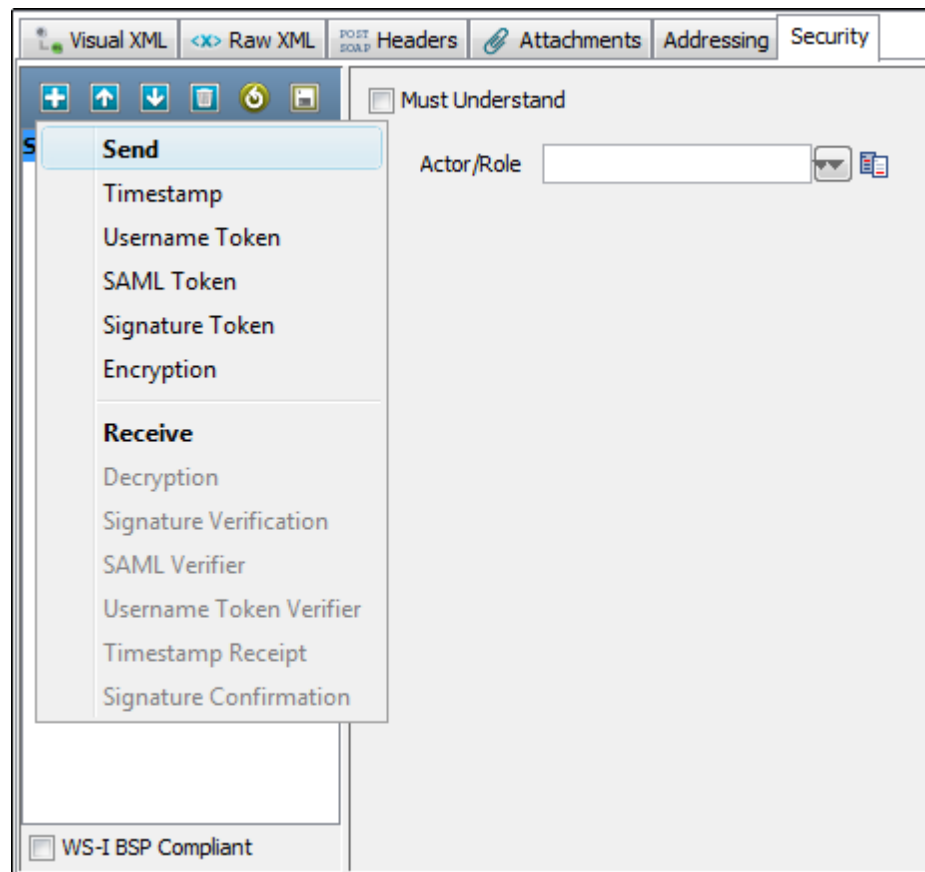 Visual XML
<x> Raw XML
POST SOAP Headers
Attachments
Addressing
Security
Must Understand
S
Actor/Role
Send
Timestamp
Username Token
SAML Token
Signature Token
Encryption
Receive
Decryption
Signature Verification
SAML Verifier
Username Token Verifier
Timestamp Receipt
Signature Confirmation
WS-I BSP Compliant